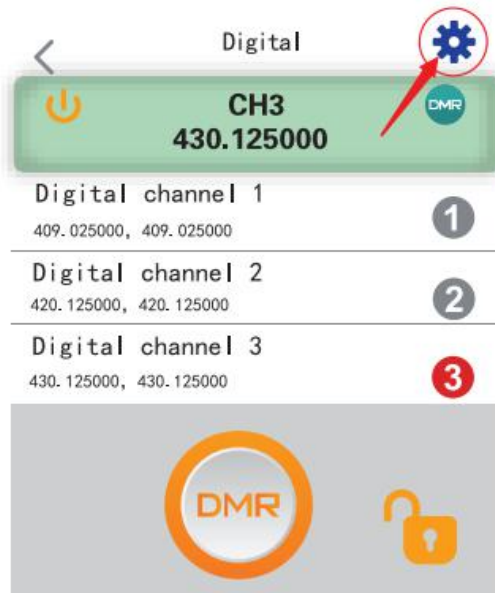 Digital
CH3
DMR
430.125000
Digital channel 1
409.025000, 409.025000
1
Digital channel 2
420.125000, 420.125000
2
Digital channel 3
430.125000, 430.125000
3
DMR